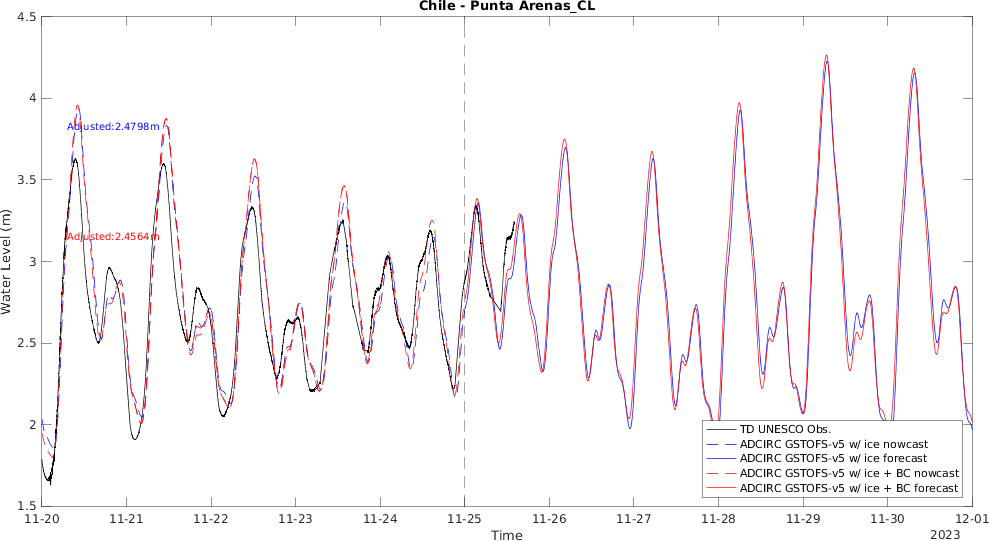 Chile - Punta Arenas_CL
4.5
4
3.5
3
2.5
2
1.5
Water Level (m)
Adjusted:2.4798m
Adjusted:2.4564m
TD UNESCO Obs.
ADCIRC GSTOFS-v5 w/ ice nowcast
ADCIRC GSTOFS-v5 w/ ice forecast
ADCIRC GSTOFS-v5 w/ ice + BC nowcast
ADCIRC GSTOFS-v5 w/ ice + BC forecast
11-20 11-21 11-22 11-23 11-24 11-25 11-26 11-27 11-28 11-29 11-30 12-01
Time
2023